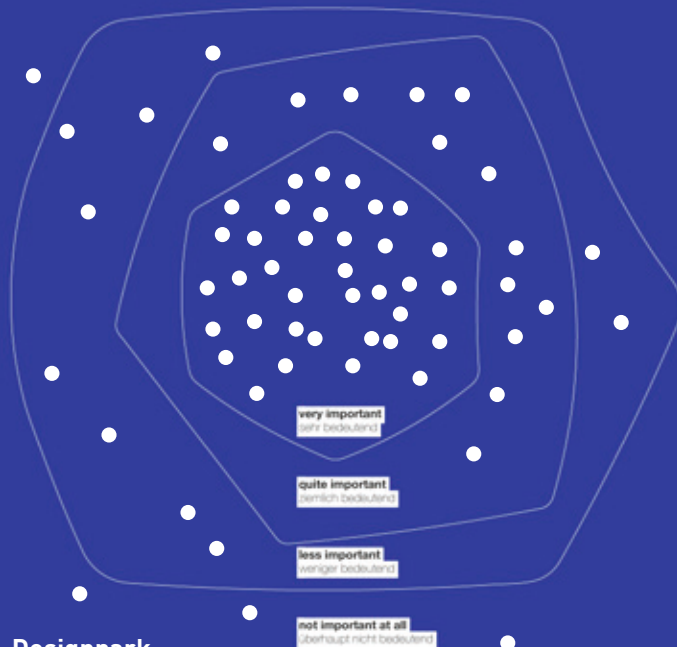 very important
sehr bedeutend
quite important
ziemlich bedeutend
less important
weniger bedeutend
not important at all
überhaupt nicht bedeutend
Designpark